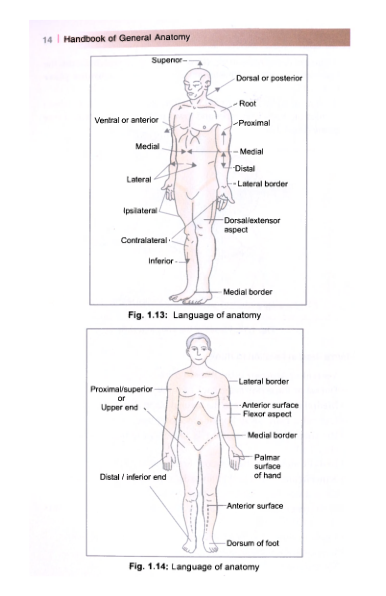 14 | Handbook of General Anatomy
Superior
Dorsal or posterior
Root
Ventral or anterior
Proximal
Medial
Medial
Distal
Lateral
Lateral border
Ipsilateral
Dorsal/extensor
aspect
Contralateral
Inferior
Medial border
Fig. 1.13: Language of anatomy
Lateral border
Proximal/superior
or
Upper end
Anterior surface
Flexor aspect
Medial border
Palmar
surface
of hand
Distal / inferior end
Anterior surface
Dorsum of foot
Fig. 1.14: Language of anatomy